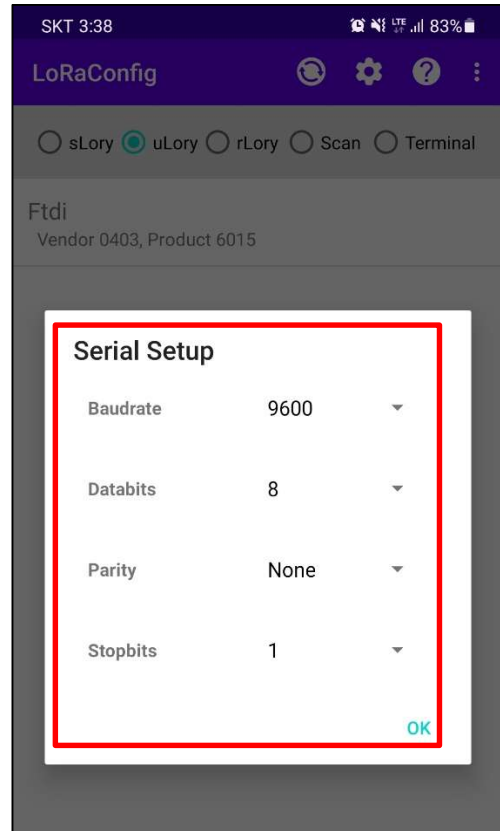 SKT 3:38 LTE 83%
LoRaConfig
sLory uLory rLory Scan Terminal
Ftdi
Vendor 0403, Product 6015
Serial Setup
Baudrate 9600
Databits 8
Parity None
Stopbits 1
OK